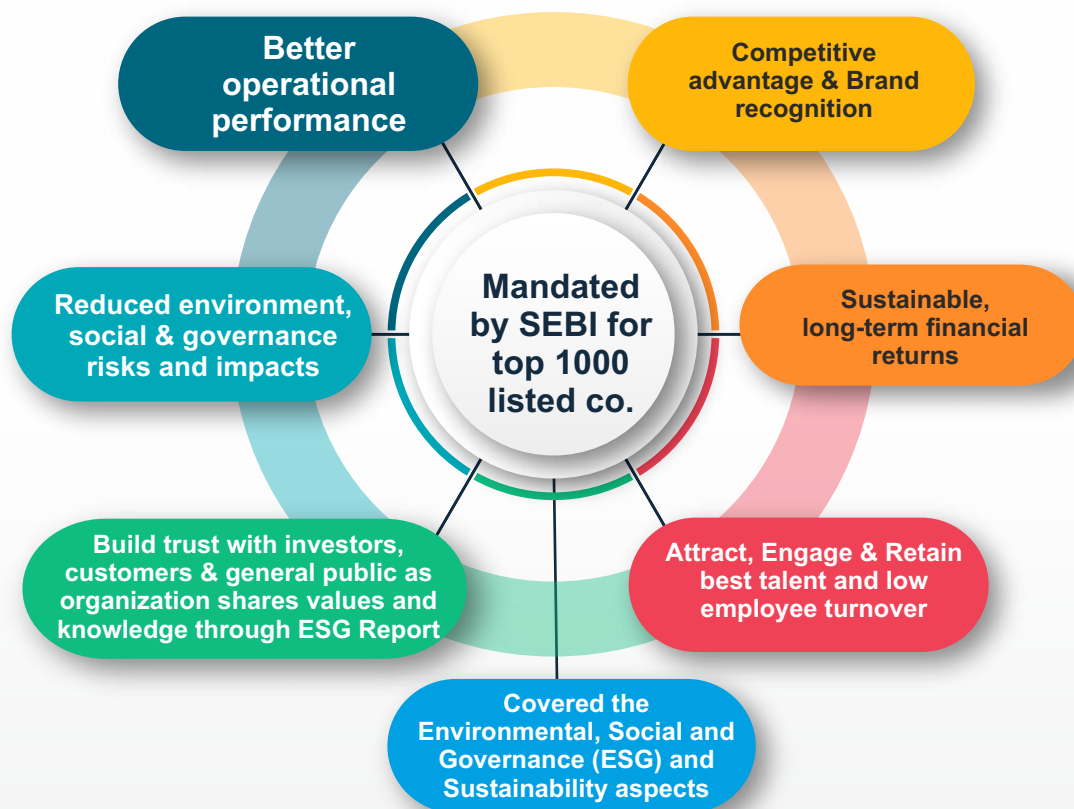 Better
operational
performance
Competitive
advantage & Brand
recognition
Reduced environment,
social & governance
risks and impacts
Mandated
by SEBI for
top 1000
listed co.
Sustainable,
long-term financial
returns
Build trust with investors,
customers & general public as
organization shares values and
knowledge through ESG Report
Attract, Engage & Retain
best talent and low
employee turnover
Covered the
Environmental, Social and
Governance (ESG) and
Sustainability aspects